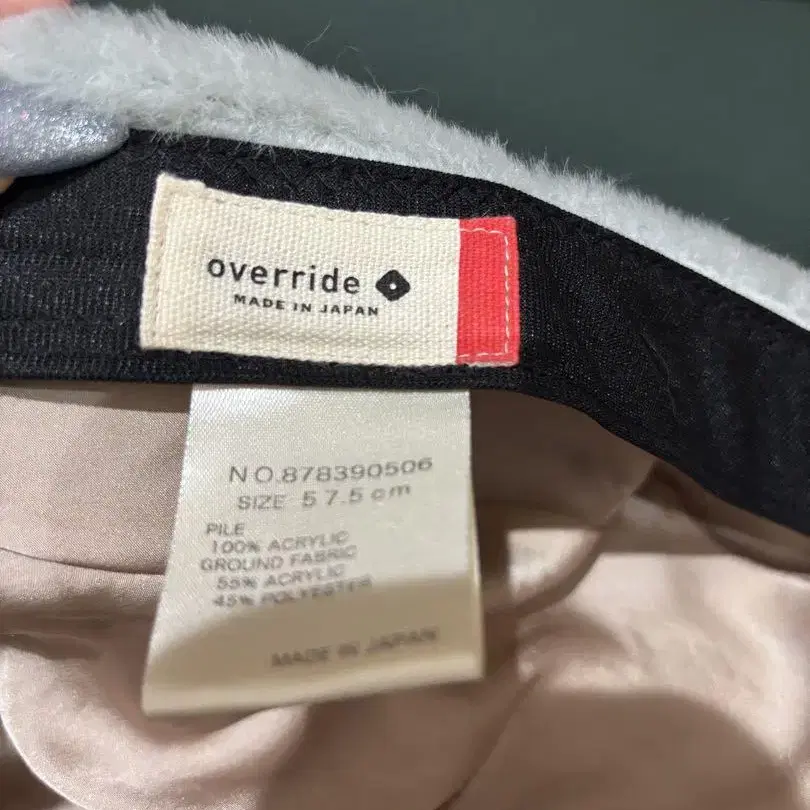 override
MADE IN JAPAN
NO.878390506
SIZE 57.5cm
PILE
100% ACRYLIC
GROUND FABRIC
55% ACRYLIC
45% POLYESTER
MADE IN JAPAN